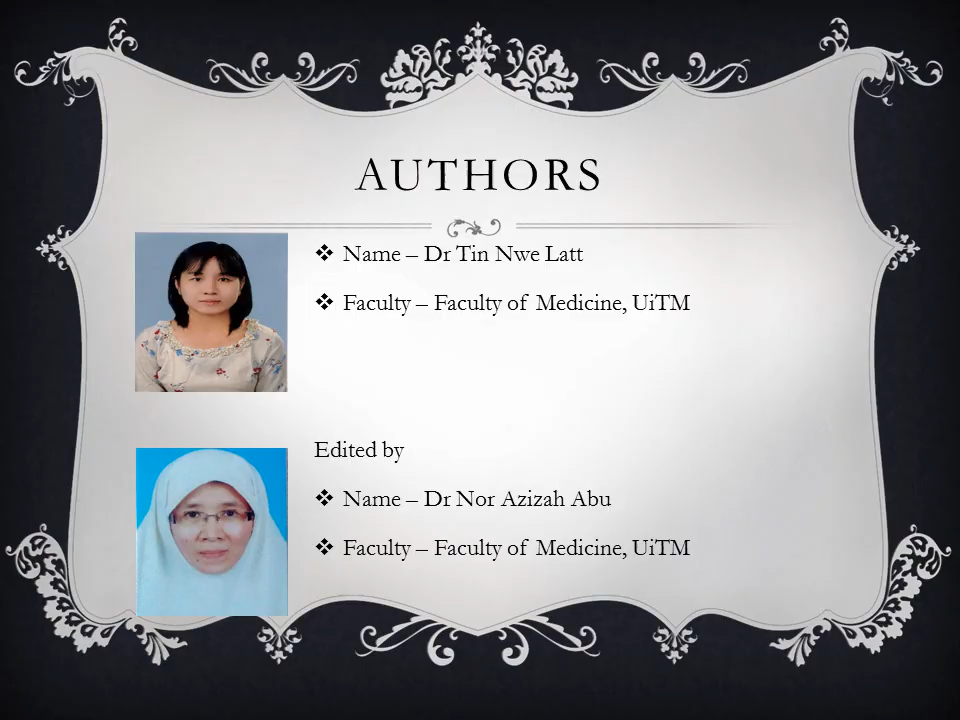 AUTHORS
❖ Name – Dr Tin Nwe Latt
❖ Faculty – Faculty of Medicine, UiTM
Edited by
❖ Name – Dr Nor Azizah Abu
❖ Faculty – Faculty of Medicine, UiTM